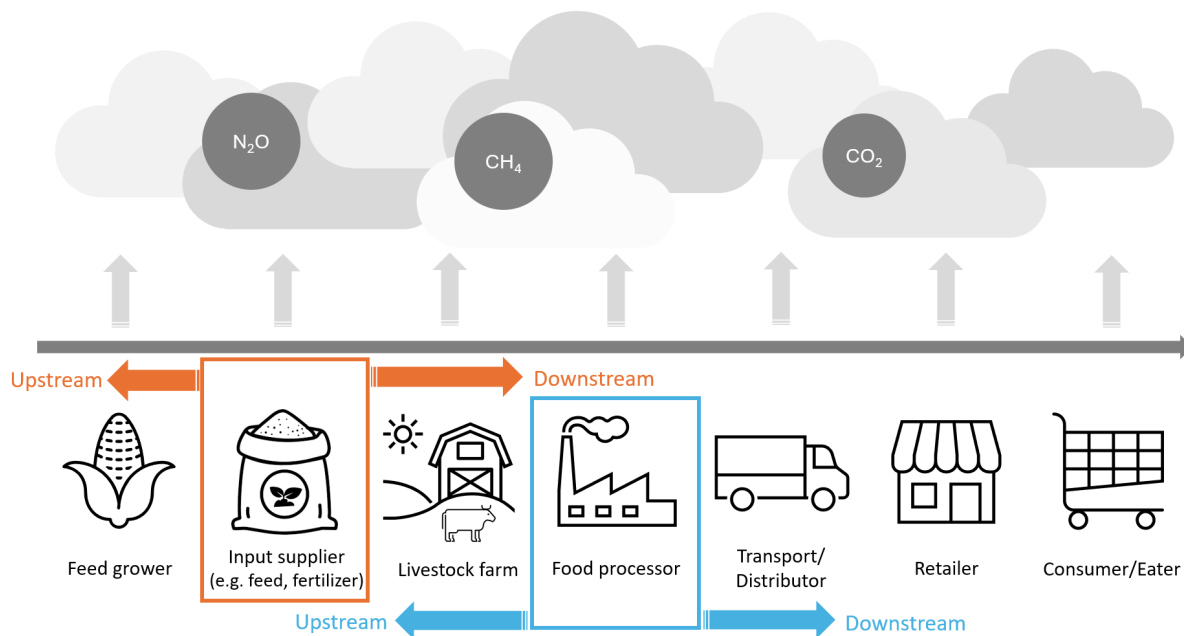 N₂O
CH₄
CO₂
Upstream
Downstream
Feed grower
Input supplier
(e.g. feed, fertilizer)
Livestock farm
Food processor
Transport/
Distributor
Retailer
Consumer/Eater
Upstream
Downstream